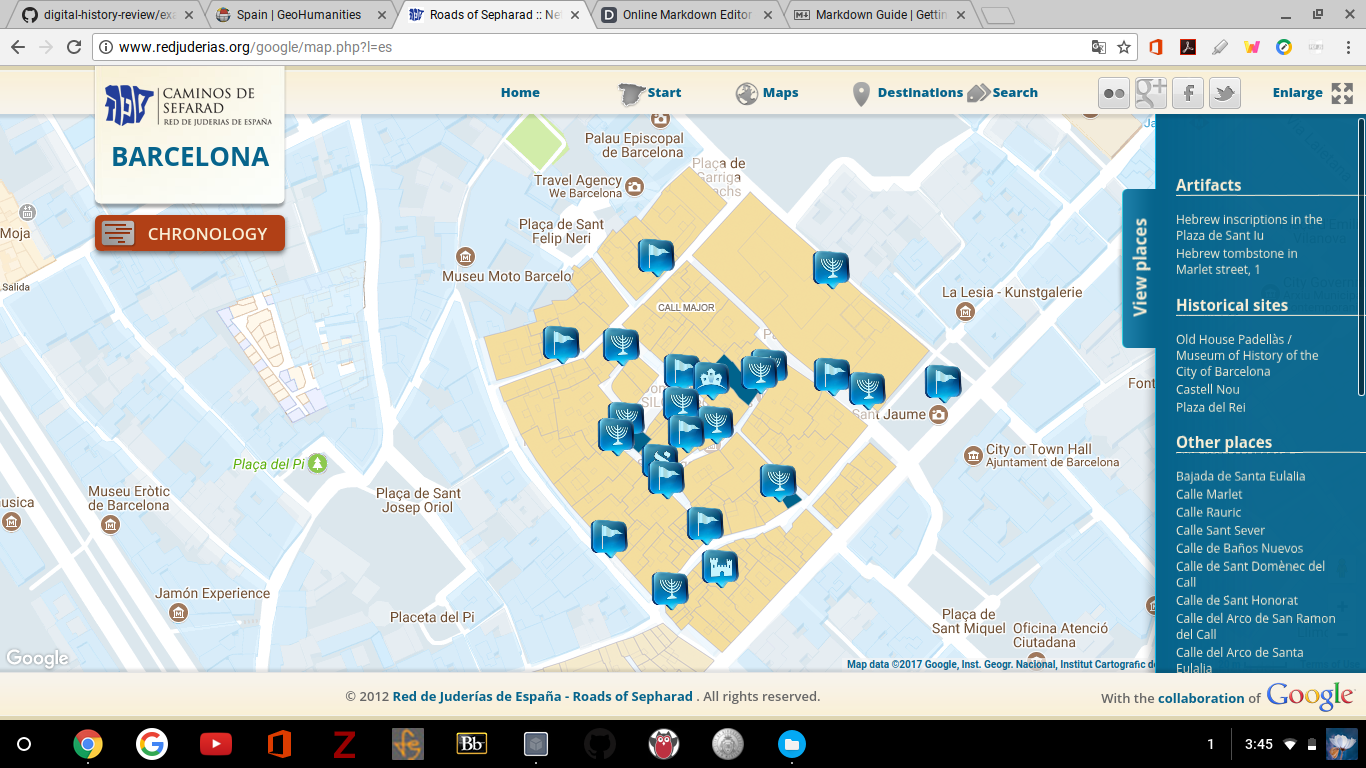 digital-history-review/exa
Spain | GeoHumanities
Roads of Sepharad :: Ne
Online Markdown Editor
Markdown Guide | Gettin
www.redjuderias.org/google/map.php?l=es
CAMINOS DE
SEFARAD
RED DE JUDERÍAS DE ESPAÑA
BARCELONA
CHRONOLOGY
Home
Start
Maps
Destinations
Search
Enlarge
Palau Episcopal
de Barcelona
Plaça de
Garriga
Travel Agency
We Barcelona
Plaça de Sant
Felip Neri
Moja
Salida
Museu Moto Barcelo
CALL MAJOR
La Lesia - Kunstgalerie
Sant Jaume
City or Town Hall
Ajuntament de Barcelona
Font
Plaça del Pi
Museu Eròtic
de Barcelona
usica
Plaça de Sant
Josep Oriol
Jamón Experience
Placeta del Pi
Plaça de
Sant Miquel
Oficina Atenció
Ciutadana
Google
Map data ©2017 Google, Inst. Geogr. Nacional, Institut Cartografic de
View places
Artifacts
Hebrew inscriptions in the
Plaza de Sant Iu
Hebrew tombstone in
Marlet street, 1
Historical sites
Old House Padellàs /
Museum of History of the
City of Barcelona
Castell Nou
Plaza del Rei
Other places
Bajada de Santa Eulalia
Calle Marlet
Calle Rauric
Calle Sant Sever
Calle de Baños Nuevos
Calle de Sant Domènec del
Call
Calle de Sant Honorat
Calle del Arco de San Ramon
del Call
Calle del Arco de Santa
Eulalia
© 2012 Red de Juderías de España - Roads of Sepharad . All rights reserved.
With the collaboration of Google
Bb
1
3:45